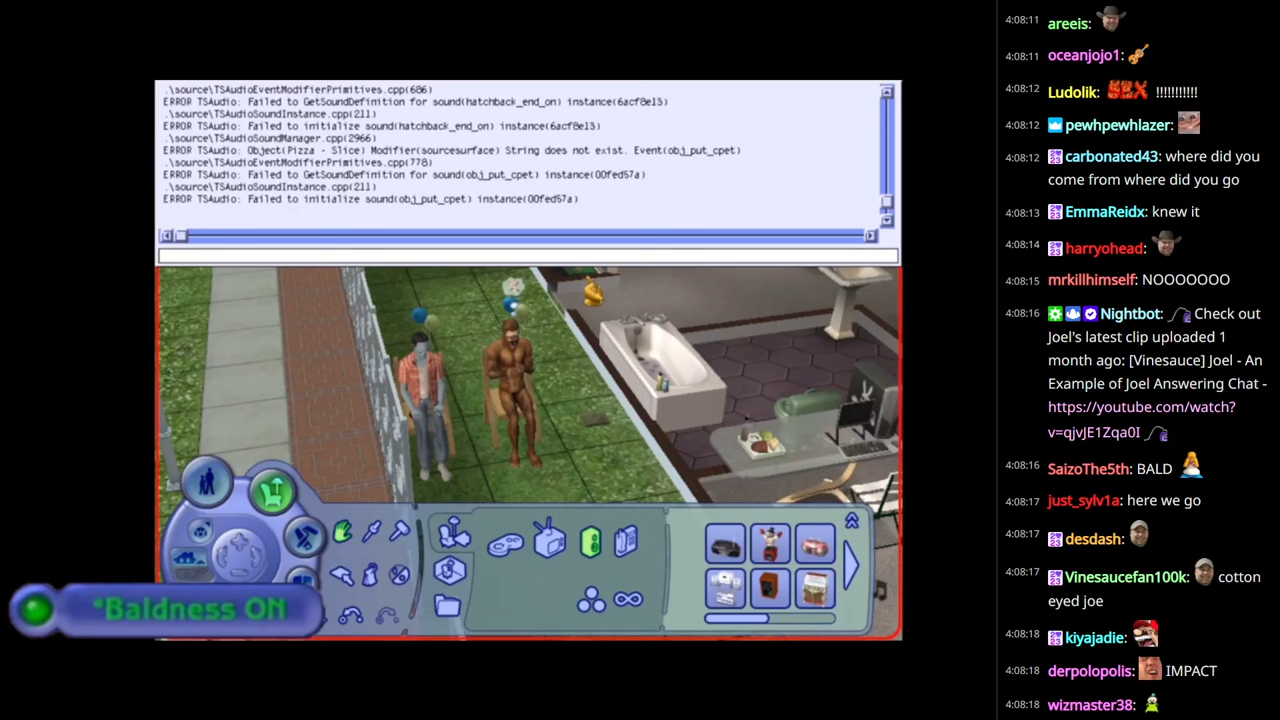 .\source\TSAudioEventModifierPrimitives.cpp(686)
ERROR TSAudio: Failed to GetSoundDefinition for sound(hatchback_end_on) instance(6acf8e13)
.\source\TSAudioSoundInstance.cpp(211)
ERROR TSAudio: Failed to initialize sound(hatchback_end_on) instance(6acf8e13)
.\source\TSAudioSoundManager.cpp(2966)
ERROR TSAudio: Object(Pizza - Slice) Modifier(sourcesurface) String does not exist. Event(obj_put_cpet)
.\source\TSAudioEventModifierPrimitives.cpp(778)
ERROR TSAudio: Failed to GetSoundDefinition for sound(obj_put_cpet) instance(00fed57a)
.\source\TSAudioSoundInstance.cpp(211)
ERROR TSAudio: Failed to initialize sound(obj_put_cpet) instance(00fed57a)
*Baldness ON
4:08:11 areeis:
4:08:11 oceanjojo1:
4:08:12 Ludolik: SEX !!!!!!!!!!!
4:08:12 pewhpewhlazer:
4:08:12 carbonated43: where did you
come from where did you go
4:08:13 EmmaReidx: knew it
4:08:14 harryohead:
4:08:15 mrkillhimself: NOOOOOOO
4:08:16 Nightbot: Check out
Joel's latest clip uploaded 1
month ago: [Vinesauce] Joel - An
Example of Joel Answering Chat -
https://youtube.com/watch?
v=qjvJE1Zqa0I
4:08:16 SaizoThe5th: BALD
4:08:17 just_sylv1a: here we go
4:08:17 desdash:
4:08:17 Vinesaucefan100k: cotton
eyed joe
4:08:18 kiyajadie:
4:08:18 derpolopolis: IMPACT
4:08:18 wizmaster38: